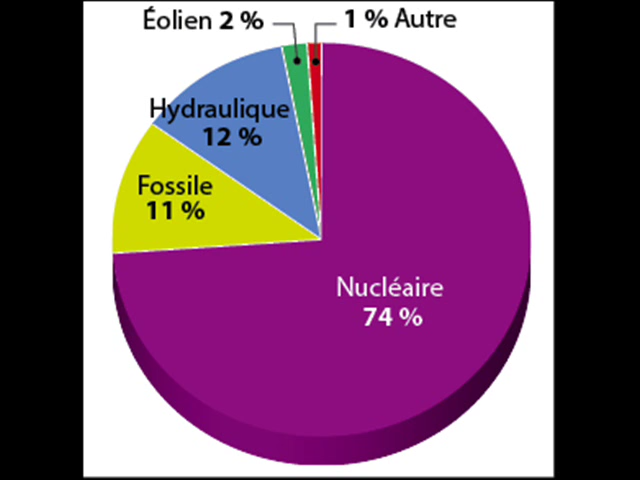 Éolien 2 %
1 % Autre
Hydraulique
12 %
Fossile
11 %
Nucléaire
74 %